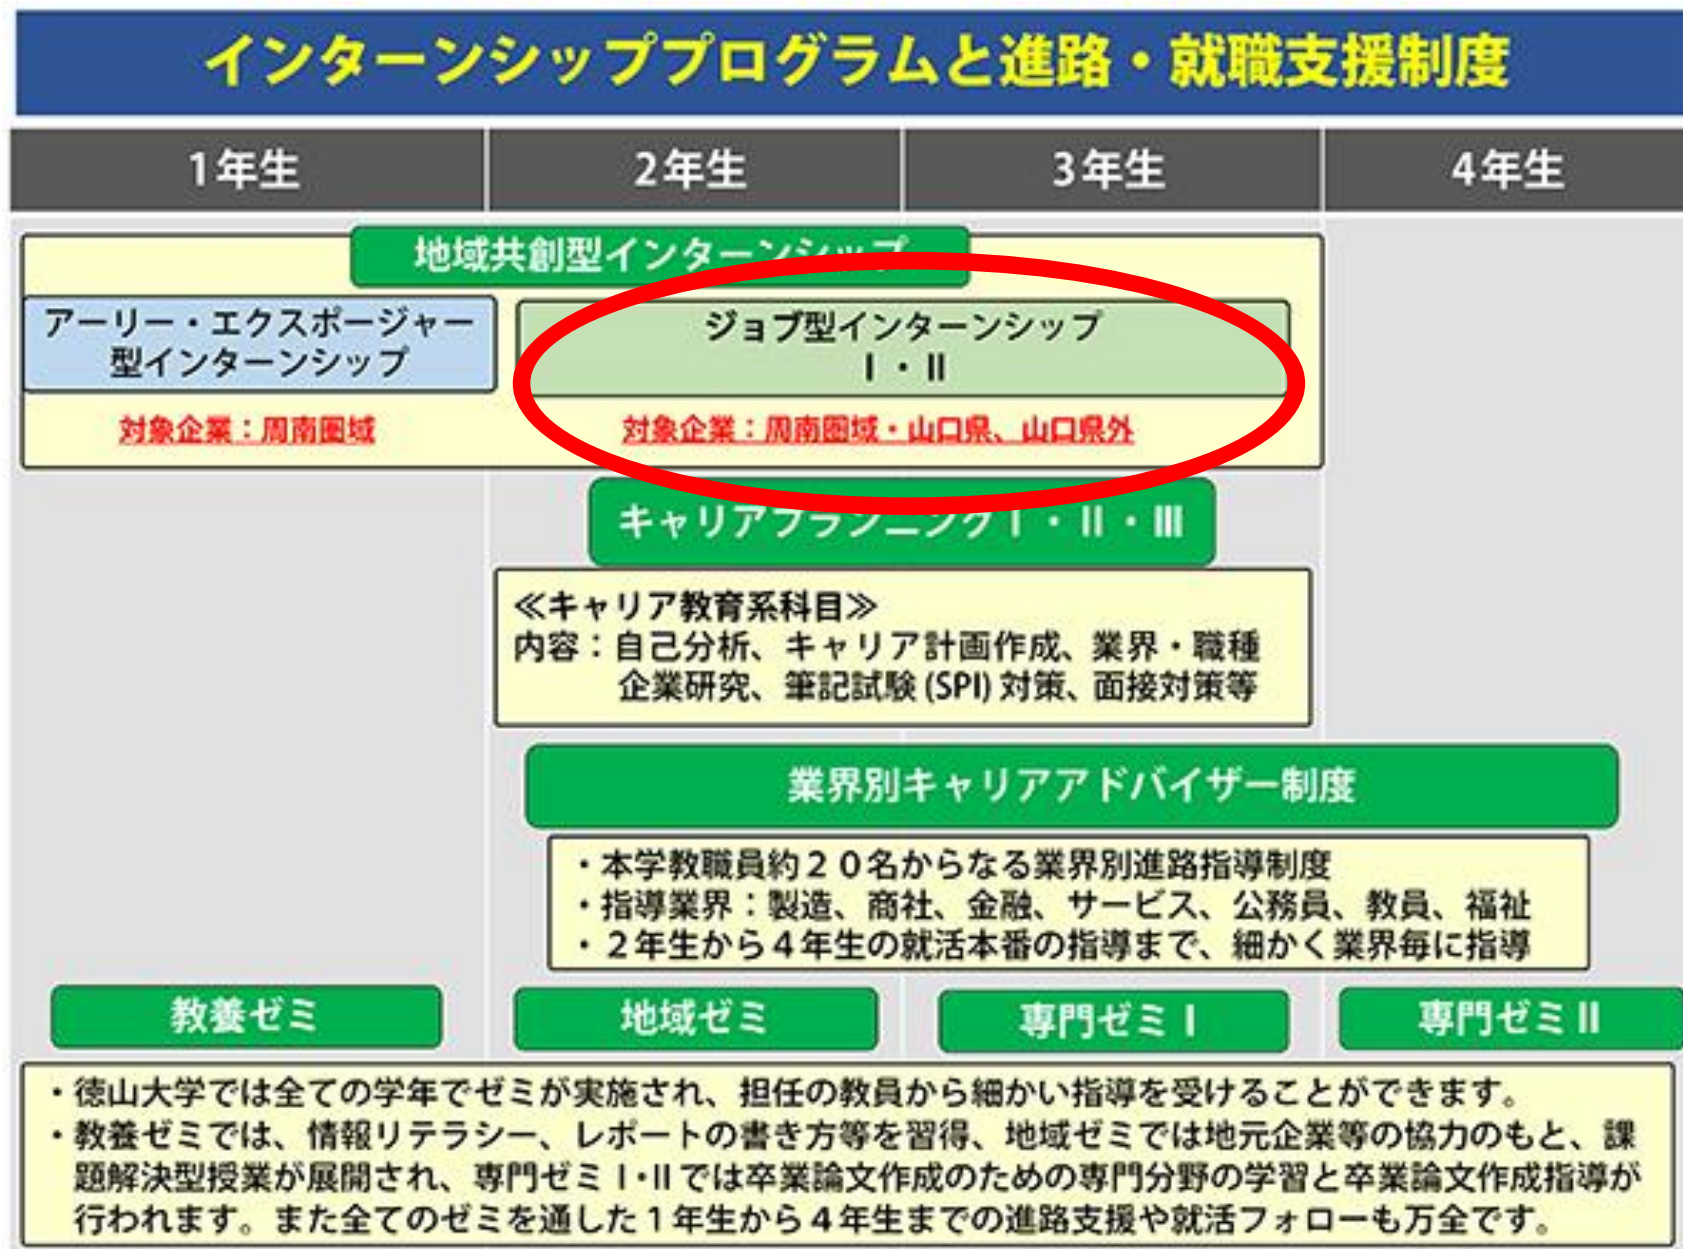 インターンシッププログラムと進路・就職支援制度
1年生
2年生
3年生
4年生
地域共創型インターンシップ
アーリー・エクスポージャー
型インターンシップ
ジョブ型インターンシップ
Ⅰ・Ⅱ
対象企業：周南圏域
対象企業：周南圏域・山口県、山口県外
キャリアプランニングⅠ・Ⅱ・Ⅲ
≪キャリア教育系科目≫
内容：自己分析、キャリア計画作成、業界・職種
企業研究、筆記試験(SPI)対策、面接対策等
業界別キャリアアドバイザー制度
・本学教職員約２０名からなる業界別進路指導制度
・指導業界：製造、商社、金融、サービス、公務員、教員、福祉
・２年生から４年生の就活本番の指導まで、細かく業界毎に指導
教養ゼミ
地域ゼミ
専門ゼミⅠ
専門ゼミⅡ
・徳山大学では全ての学年でゼミが実施され、担任の教員から細かい指導を受けることができます。
・教養ゼミでは、情報リテラシー、レポートの書き方等を習得、地域ゼミでは地元企業等の協力のもと、課
題解決型授業が展開され、専門ゼミⅠ・Ⅱでは卒業論文作成のための専門分野の学習と卒業論文作成指導が
行われます。また全てのゼミを通した１年生から４年生までの進路支援や就活フォローも万全です。